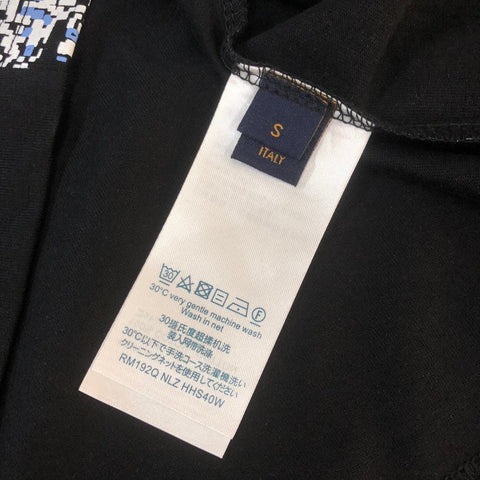 S
ITALY
30
F
30°C very gentle machine wash
Wash in net
30摄氏度超揉机洗
装入网帘洗涤
30℃以下で手洗コース洗濯機洗い
クリーニングネットを使用してください
RM192Q NLZ HHS40W